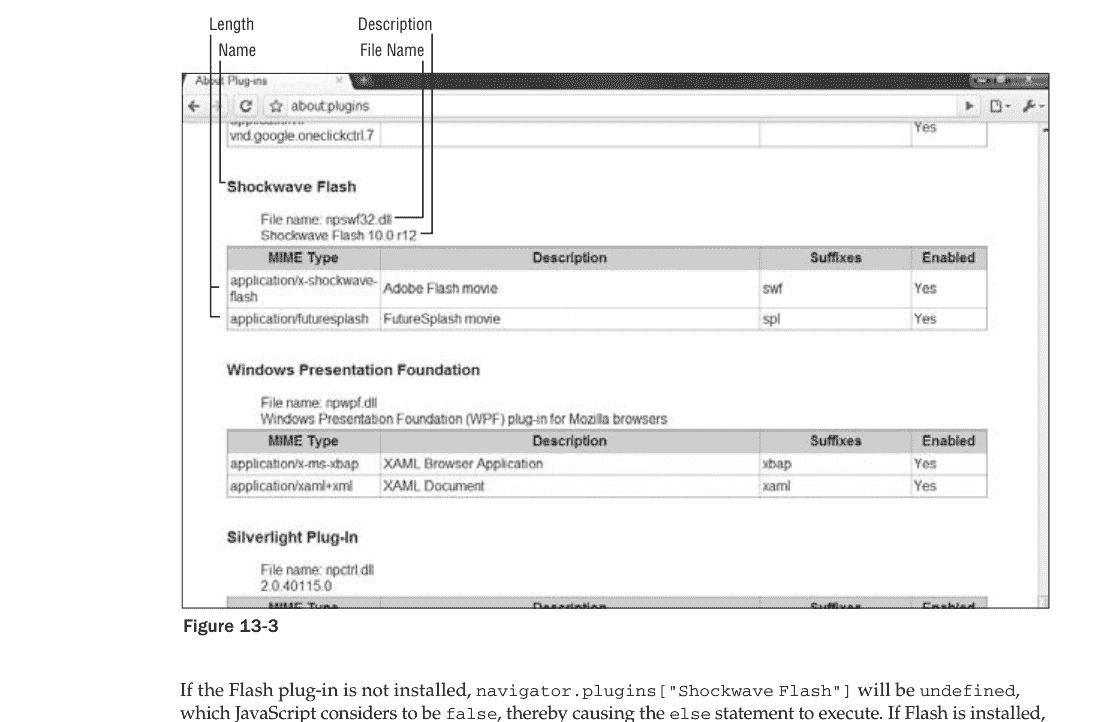 Length Description
Name File Name
About Plug-ins
about:plugins
vnd.google.oneclickctrl.7
Yes
Shockwave Flash
File name: npswf32.dll
Shockwave Flash 10.0 r12
MIME Type Description Suffixes Enabled
application/x-shockwave-
flash Adobe Flash movie swf Yes
application/futuresplash FutureSplash movie spl Yes
Windows Presentation Foundation
File name: npwpf.dll
Windows Presentation Foundation (WPF) plug-in for Mozilla browsers
MIME Type Description Suffixes Enabled
application/x-ms-xbap XAML Browser Application xbap Yes
application/xaml+xml XAML Document xaml Yes
Silverlight Plug-In
File name: npctrl.dll
2.0.40115.0
MIME Type Description Suffixes Enabled
Figure 13-3
If the Flash plug-in is not installed, navigator.plugins["Shockwave Flash"] will be undefined,
which JavaScript considers to be false, thereby causing the else statement to execute. If Flash is installed,